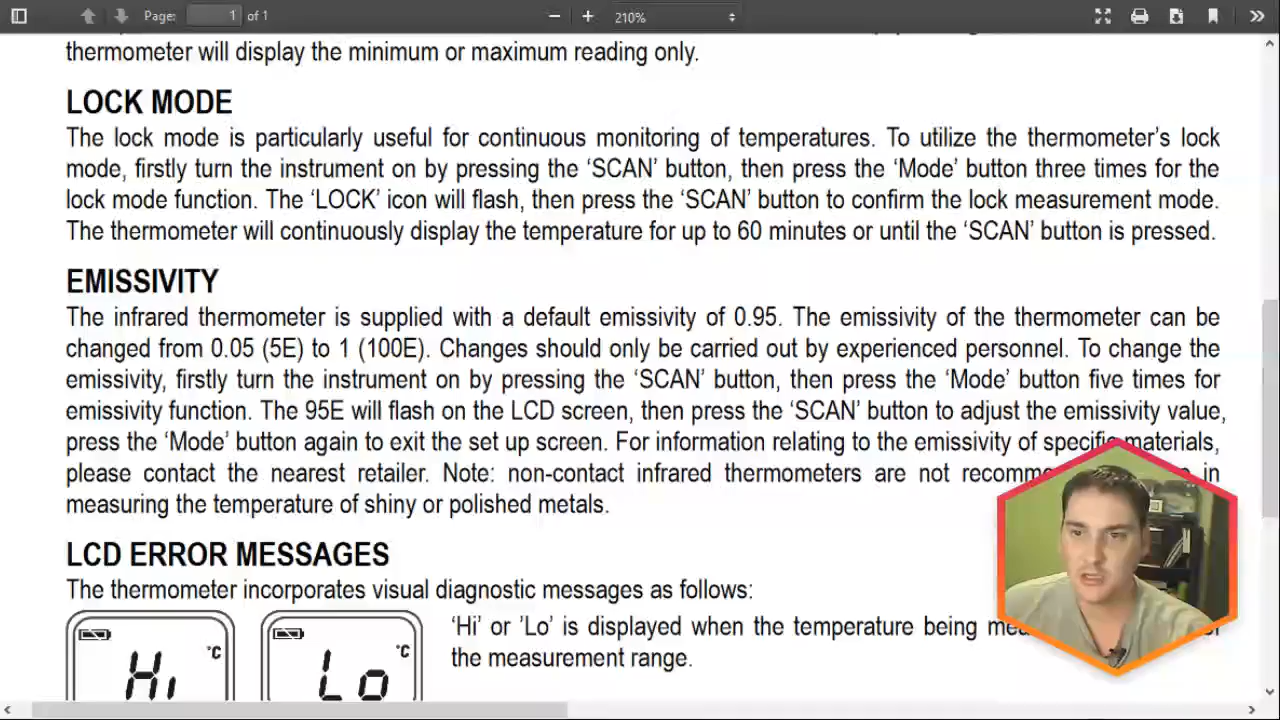 Page: 1 of 1 210%
thermometer will display the minimum or maximum reading only.
LOCK MODE
The lock mode is particularly useful for continuous monitoring of temperatures. To utilize the thermometer's lock
mode, firstly turn the instrument on by pressing the 'SCAN' button, then press the 'Mode' button three times for the
lock mode function. The 'LOCK' icon will flash, then press the 'SCAN' button to confirm the lock measurement mode.
The thermometer will continuously display the temperature for up to 60 minutes or until the 'SCAN' button is pressed.
EMISSIVITY
The infrared thermometer is supplied with a default emissivity of 0.95. The emissivity of the thermometer can be
changed from 0.05 (5E) to 1 (100E). Changes should only be carried out by experienced personnel. To change the
emissivity, firstly turn the instrument on by pressing the 'SCAN' button, then press the 'Mode' button five times for
emissivity function. The 95E will flash on the LCD screen, then press the 'SCAN' button to adjust the emissivity value,
press the 'Mode' button again to exit the set up screen. For information relating to the emissivity of specific materials,
please contact the nearest retailer. Note: non-contact infrared thermometers are not in
measuring the temperature of shiny or polished metals.
LCD ERROR MESSAGES
The thermometer incorporates visual diagnostic messages as follows:
'Hi' or 'Lo' is displayed when the temperature being
the measurement range.
°C °C
Hi Lo